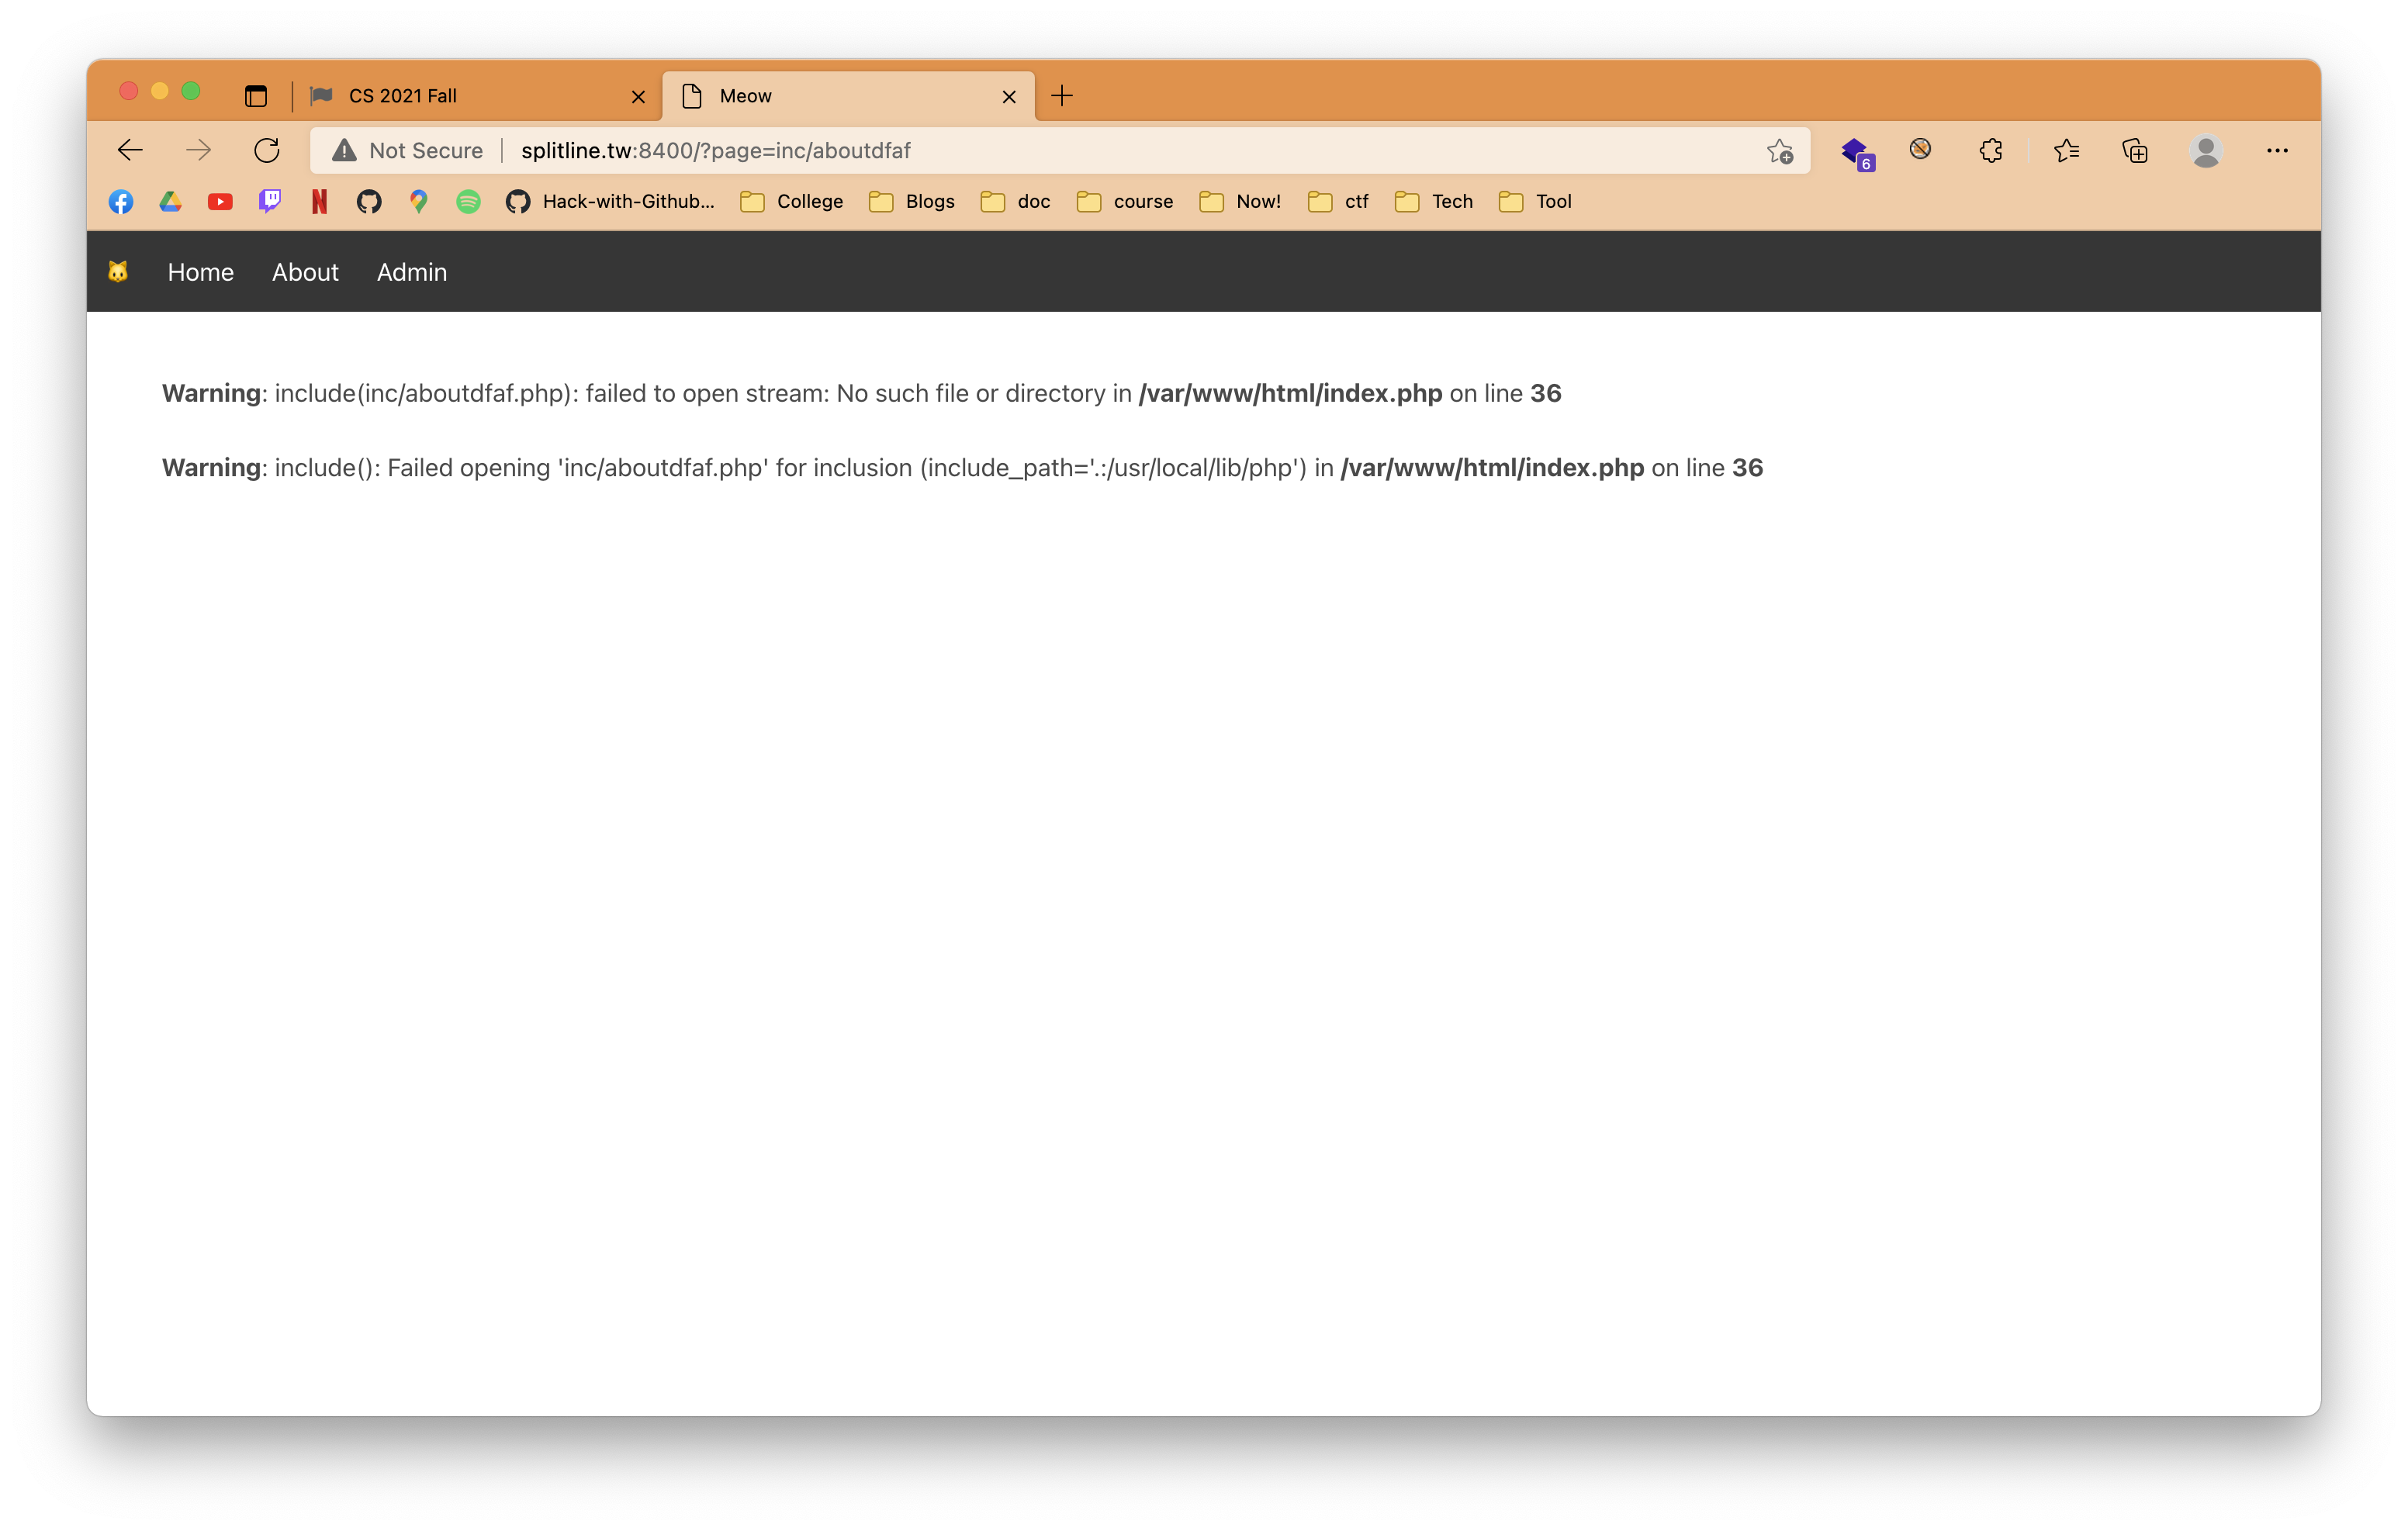 CS 2021 Fall
Meow
Not Secure
splitline.tw:8400/?page=inc/aboutdfaf
6
Hack-with-Github...
College
Blogs
doc
course
Now!
ctf
Tech
Tool
Home
About
Admin
Warning: include(inc/aboutdfaf.php): failed to open stream: No such file or directory in /var/www/html/index.php on line 36
Warning: include(): Failed opening 'inc/aboutdfaf.php' for inclusion (include_path='.:/usr/local/lib/php') in /var/www/html/index.php on line 36